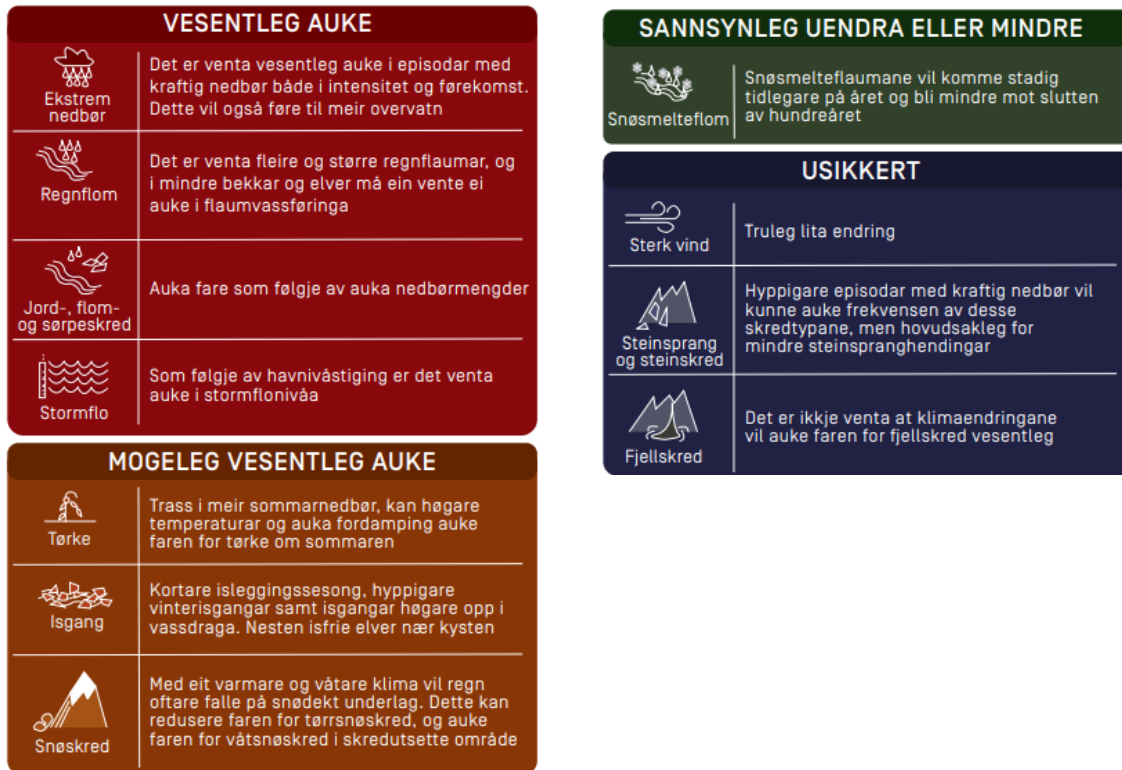 VESENTLEG AUKE
Ekstrem
nedbør
Det er venta vesentleg auke i episodar med
kraftig nedbør både i intensitet og førekomst.
Dette vil også føre til meir overvatn
Regnflom
Det er venta fleire og større regnflaumar, og
i mindre bekkar og elver må ein vente ei
auke i flaumvassføringa
Jord-, flom-
og sørpeskred
Auka fare som følgje av auka nedbørmengder
Stormflo
Som følgje av havnivåstiging er det venta
auke i stormflonivåa
MOGELEG VESENTLEG AUKE
Tørke
Trass i meir sommarnedbør, kan høgare
temperaturar og auka fordamping auke
faren for tørke om sommaren
Isgang
Kortare isleggingssesong, hyppigare
vinterisgangar samt isgangar høgare opp i
vassdraga. Nesten isfrie elver nær kysten
Snøskred
Med eit varmare og våtare klima vil regn
oftare falle på snødekt underlag. Dette kan
redusere faren for tørrsnøskred, og auke
faren for våtsnøskred i skredutsette område
SANNSYNLEG UENDRA ELLER MINDRE
Snøsmelteflom
Snøsmelteflaumane vil komme stadig
tidlegare på året og bli mindre mot slutten
av hundreåret
USIKKERT
Sterk vind
Truleg lita endring
Steinsprang
og steinskred
Hyppigare episodar med kraftig nedbør vil
kunne auke frekvensen av desse
skredtypane, men hovudsakleg for
mindre steinspranghendingar
Fjellskred
Det er ikkje venta at klimaendringane
vil auke faren for fjellskred vesentleg